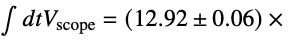 ∫ dtV_scope = (12.92 ± 0.06) ×